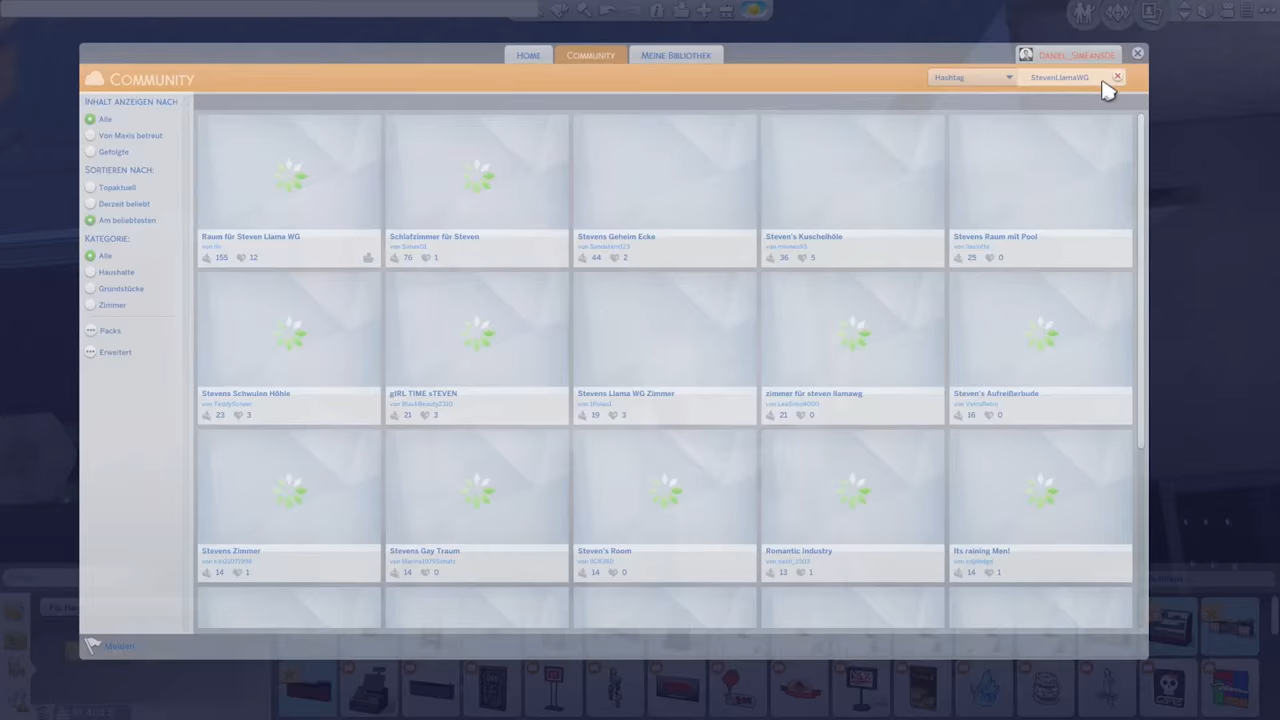 HOME
COMMUNITY
MEINE BIBLIOTHEK
DANIEL_SIMFANSDE
COMMUNITY
Hashtag
StevenLlamaWG
INHALT ANZEIGEN NACH
Alle
Von Maxis betreut
Gefolgte
SORTIEREN NACH:
Topaktuell
Derzeit beliebt
Am beliebtesten
KATEGORIE:
Alle
Haushalte
Grundstücke
Zimmer
Packs
Erweitert
Raum für Steven Llama WG
155 12
Schlafzimmer für Steven
76 1
Stevens Geheim Ecke
44 2
Steven's Kuschelhöle
36 5
Stevens Raum mit Pool
25 0
Stevens Schwulen Höhle
23 3
gIRL TIME sTEVEN
21 3
Stevens Llama WG Zimmer
19 3
zimmer für steven llamawg
21 0
Steven's Aufreißerbude
16 0
Stevens Zimmer
14 1
Stevens Gay Traum
14 0
Steven's Room
14 0
Romantic Industry
13 1
Its raining Men!
14 1
Melden